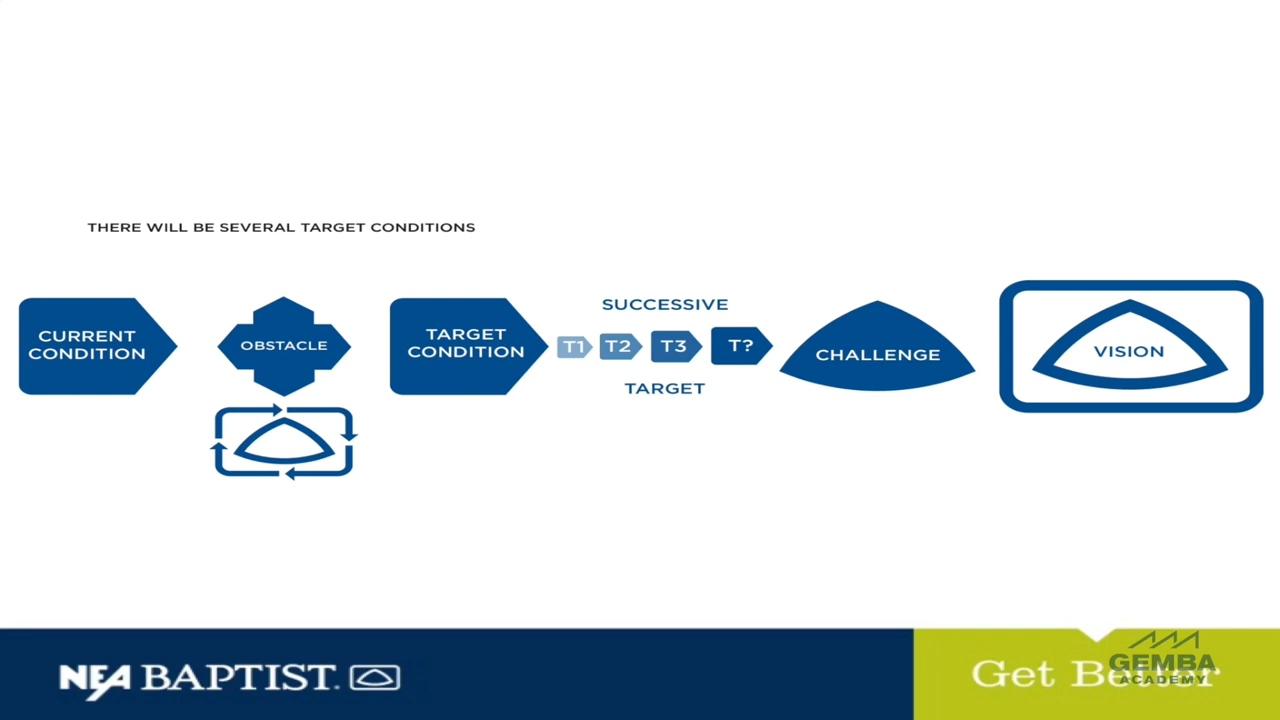 THERE WILL BE SEVERAL TARGET CONDITIONS
CURRENT
CONDITION
OBSTACLE
TARGET
CONDITION
SUCCESSIVE
T1 T2 T3 T?
TARGET
CHALLENGE
VISION
NEA BAPTIST.
Get Better
GEMBA
ACADEMY